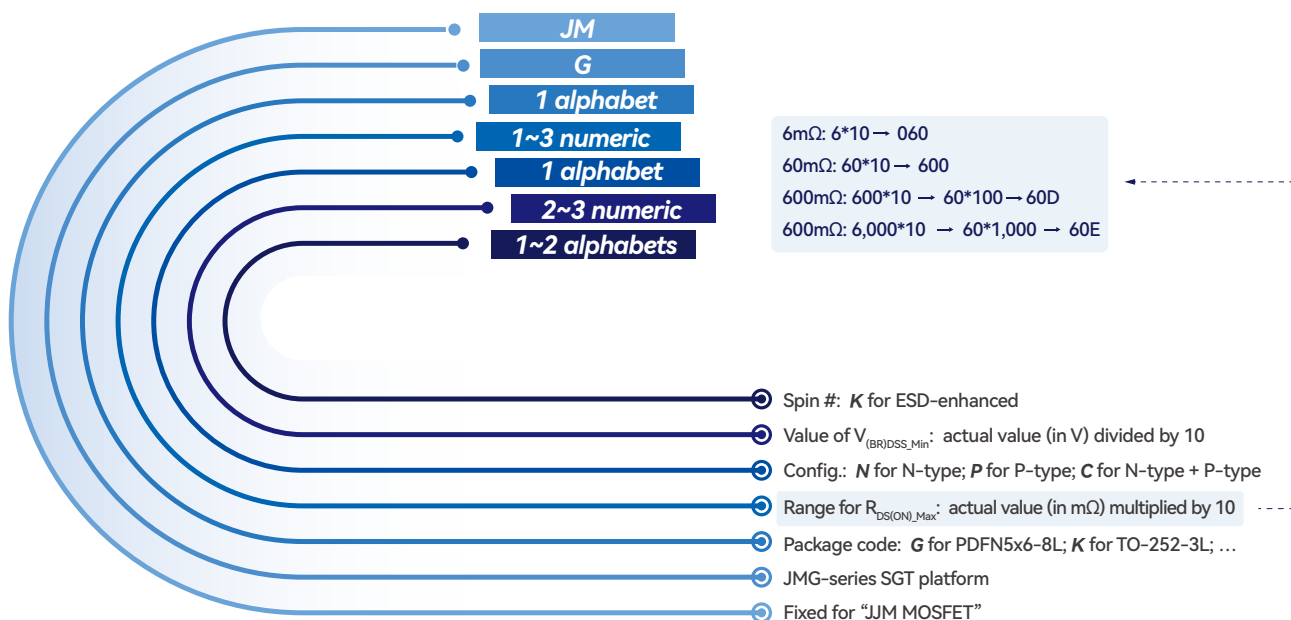 JM
G
1 alphabet
1~3 numeric
1 alphabet
2~3 numeric
1~2 alphabets
6mΩ: 6*10 → 060
60mΩ: 60*10 → 600
600mΩ: 600*10 → 60*100 → 60D
600mΩ: 6,000*10 → 60*1,000 → 60E
Spin #: K for ESD-enhanced
Value of V(BR)DSS_Min: actual value (in V) divided by 10
Config.: N for N-type; P for P-type; C for N-type + P-type
Range for RDS(ON)_Max: actual value (in mΩ) multiplied by 10
Package code: G for PDFN5x6-8L; K for TO-252-3L; …
JMG-series SGT platform
Fixed for “JJM MOSFET”